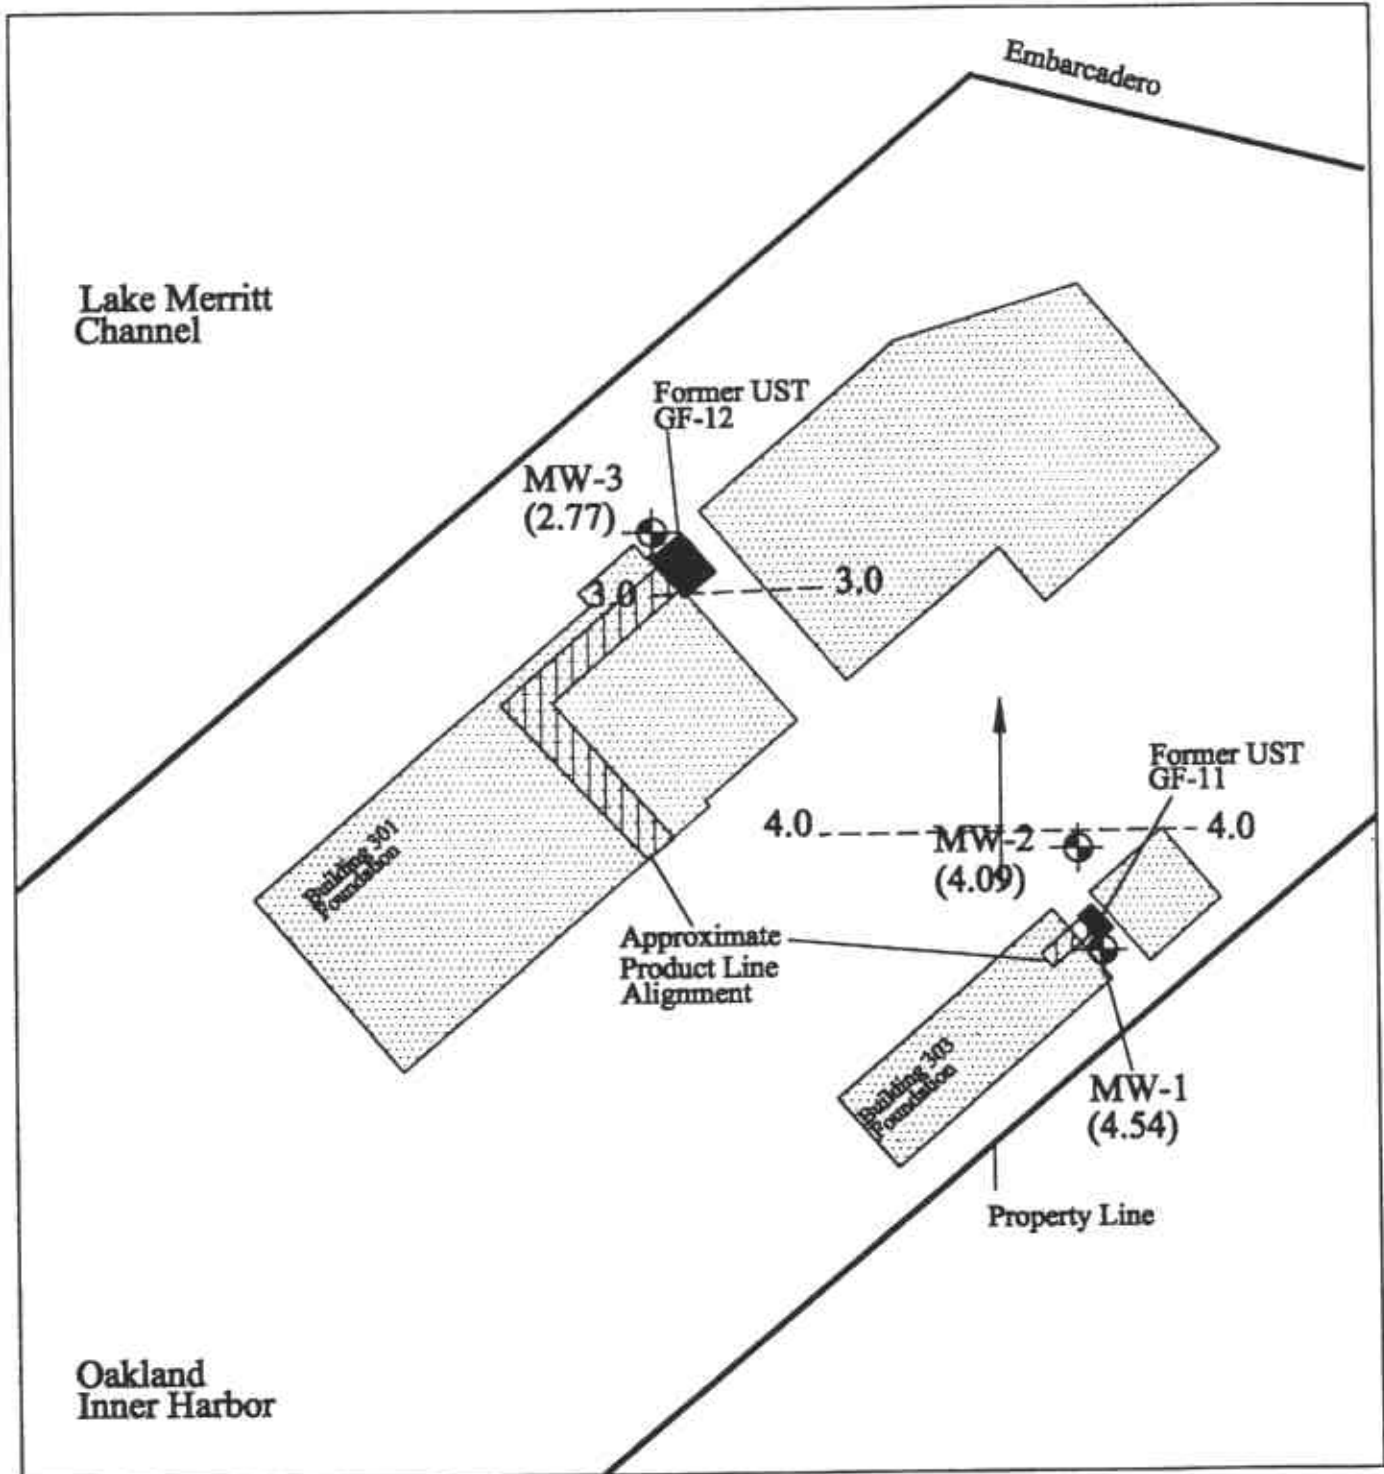 Embarcadero
Lake Merritt
Channel
Former UST
GF-12
MW-3
(2.77)
3.0
3.0
Former UST
GF-11
4.0
4.0
MW-2
(4.09)
Building 301
Foundation
Approximate
Product Line
Alignment
Building 303
Foundation
MW-1
(4.54)
Property Line
Oakland
Inner Harbor